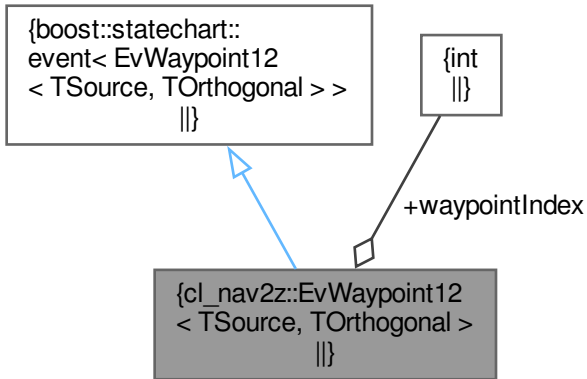 {boost::statechart::
event< EvWaypoint12
< TSource, TOrthogonal > >
||}
{int
||}
+waypointIndex
{cl_nav2z::EvWaypoint12
< TSource, TOrthogonal >
||}